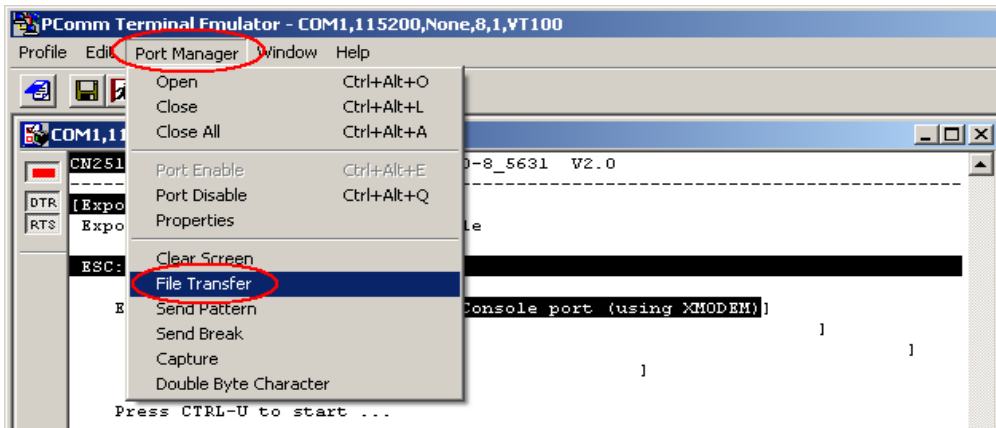 PComm Terminal Emulator - COM1,115200,None,8,1,VT100
Profile Edit Port Manager Window Help
Open Ctrl+Alt+O
Close Ctrl+Alt+L
Close All Ctrl+Alt+A
COM1,11
CN251 0-8_5631 V2.0
Port Enable Ctrl+Alt+E
DTR [Expo Port Disable Ctrl+Alt+Q
RTS Expo Properties le
Clear Screen
ESC:
File Transfer
E Send Pattern Console port (using XMODEM)]
Send Break ]
Capture ]
Double Byte Character ]
Press CTRL-U to start ...